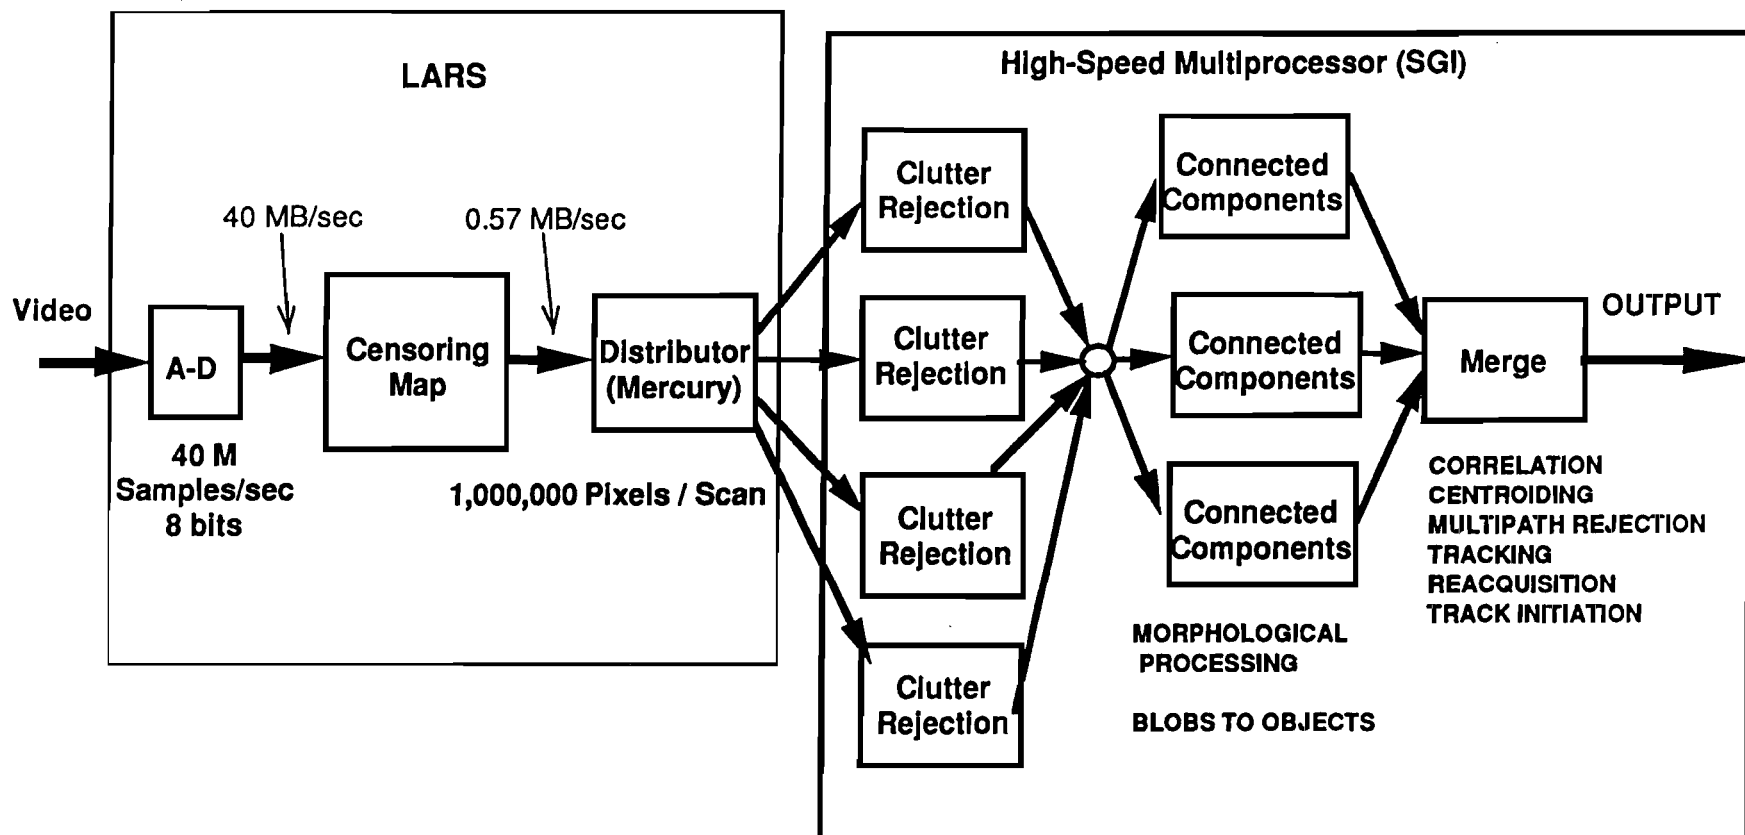 LARS
High-Speed Multiprocessor (SGI)
40 MB/sec
0.57 MB/sec
Video
A-D
Censoring
Map
Distributor
(Mercury)
40 M
Samples/sec
8 bits
1,000,000 Pixels / Scan
Clutter
Rejection
Clutter
Rejection
Clutter
Rejection
Clutter
Rejection
Connected
Components
Connected
Components
Connected
Components
MORPHOLOGICAL
PROCESSING
BLOBS TO OBJECTS
Merge
OUTPUT
CORRELATION
CENTROIDING
MULTIPATH REJECTION
TRACKING
REACQUISITION
TRACK INITIATION